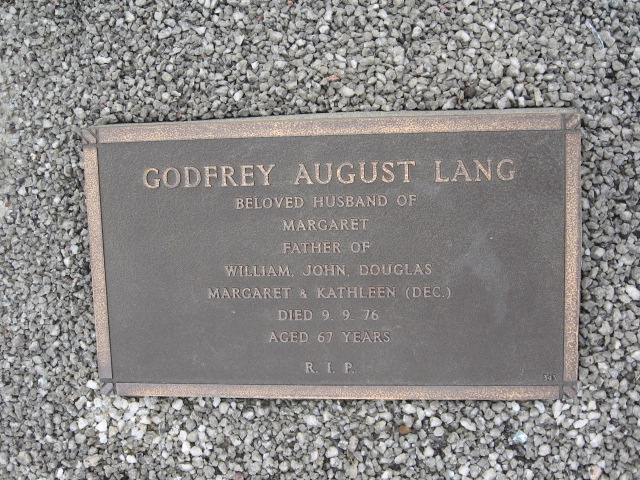 GODFREY AUGUST LANG
BELOVED HUSBAND OF
MARGARET
FATHER OF
WILLIAM, JOHN, DOUGLAS
MARGARET & KATHLEEN (DEC.)
DIED 9. 9. 76
AGED 67 YEARS
R. I. P.